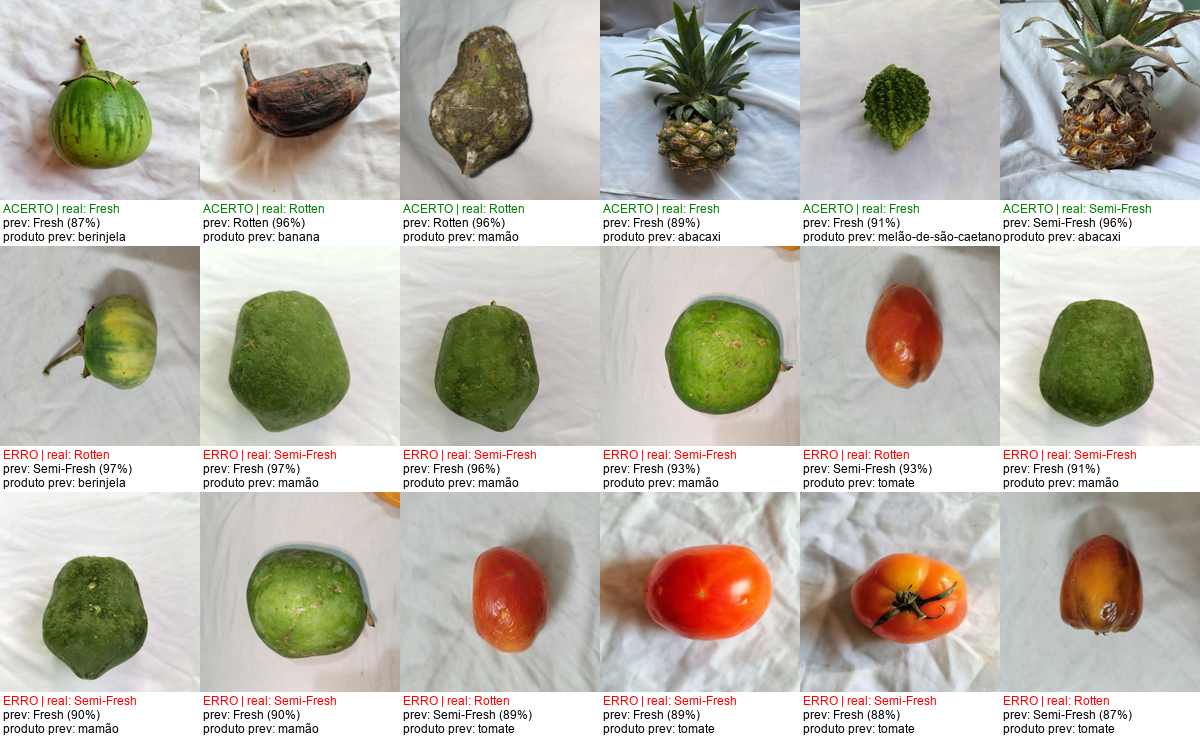 ACERTO | real: Fresh
prev: Fresh (87%)
produto prev: berinjela
ACERTO | real: Rotten
prev: Rotten (96%)
produto prev: banana
ACERTO | real: Rotten
prev: Rotten (96%)
produto prev: mamão
ACERTO | real: Fresh
prev: Fresh (89%)
produto prev: abacaxi
ACERTO | real: Fresh
prev: Fresh (91%)
produto prev: melão-de-são-caetano
ACERTO | real: Semi-Fresh
prev: Semi-Fresh (96%)
produto prev: abacaxi
ERRO | real: Rotten
prev: Semi-Fresh (97%)
produto prev: berinjela
ERRO | real: Semi-Fresh
prev: Fresh (97%)
produto prev: mamão
ERRO | real: Semi-Fresh
prev: Fresh (96%)
produto prev: mamão
ERRO | real: Semi-Fresh
prev: Fresh (93%)
produto prev: mamão
ERRO | real: Rotten
prev: Semi-Fresh (93%)
produto prev: tomate
ERRO | real: Semi-Fresh
prev: Fresh (91%)
produto prev: mamão
ERRO | real: Semi-Fresh
prev: Fresh (90%)
produto prev: mamão
ERRO | real: Semi-Fresh
prev: Fresh (90%)
produto prev: mamão
ERRO | real: Rotten
prev: Semi-Fresh (89%)
produto prev: tomate
ERRO | real: Semi-Fresh
prev: Fresh (89%)
produto prev: tomate
ERRO | real: Semi-Fresh
prev: Fresh (88%)
produto prev: tomate
ERRO | real: Rotten
prev: Semi-Fresh (87%)
produto prev: tomate